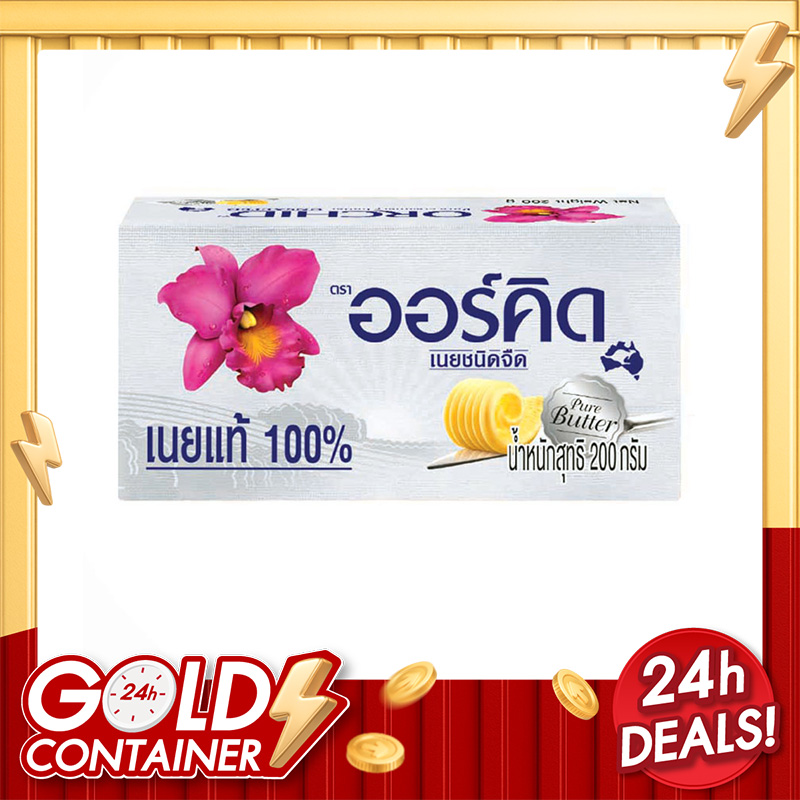 ORCHID
Net Weight 200 g
ตรา
ออร์คิด
เนยชนิดจืด
เนยแท้ 100%
Pure
Butter
น้ำหนักสุทธิ 200 กรัม
GOLD
24h
CONTAINER
24h
DEALS!